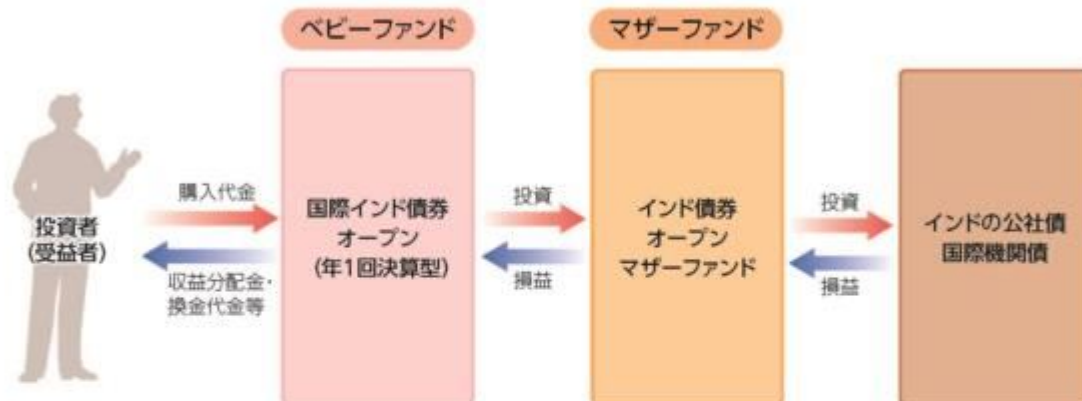 ベビーファンド
マザーファンド
購入代金
投資者
(受益者)
収益分配金・
換金代金等
国際インド債券
オープン
(年1回決算型)
投資
損益
インド債券
オープン
マザーファンド
投資
損益
インドの公社債
国際機関債